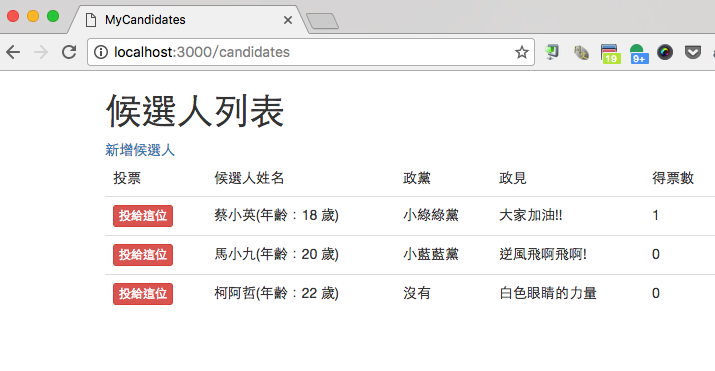 MyCandidates
localhost:3000/candidates
19
9+
候選人列表
新增候選人
投票 候選人姓名 政黨 政見 得票數
投給這位 蔡小英(年齡：18 歲) 小綠綠黨 大家加油!! 1
投給這位 馬小九(年齡：20 歲) 小藍藍黨 逆風飛啊飛啊! 0
投給這位 柯阿哲(年齡：22 歲) 沒有 白色眼睛的力量 0